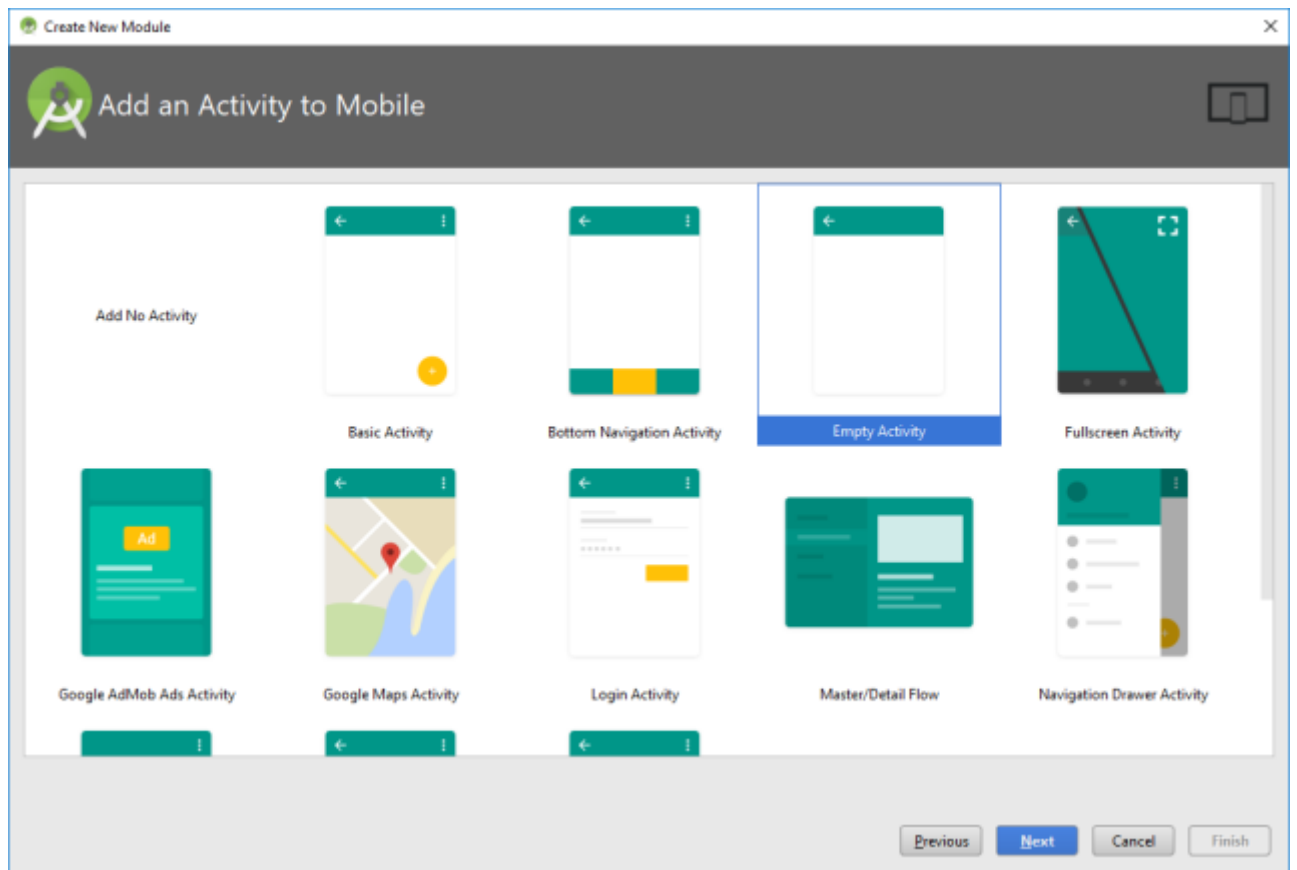 Create New Module
Add an Activity to Mobile
Add No Activity
Basic Activity
Bottom Navigation Activity
Empty Activity
Fullscreen Activity
Ad
Google AdMob Ads Activity
Google Maps Activity
Login Activity
Master/Detail Flow
Navigation Drawer Activity
Previous
Next
Cancel
Finish